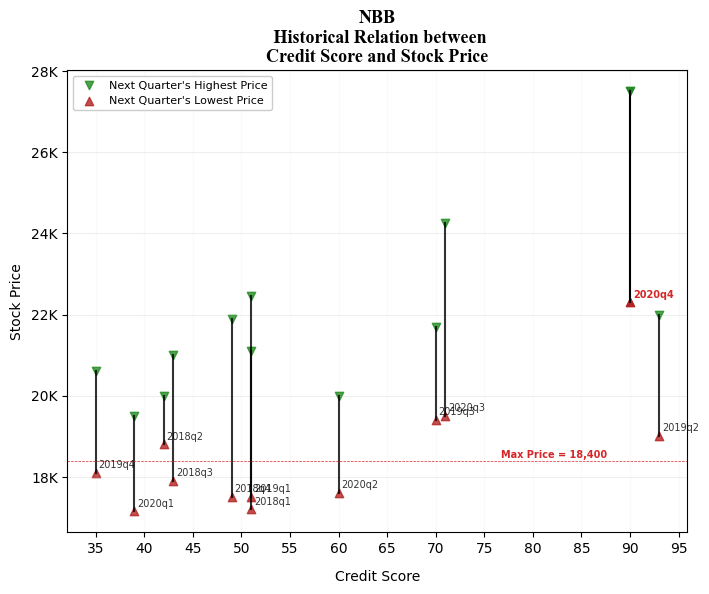 NBB
Historical Relation between
Credit Score and Stock Price
Next Quarter's Highest Price
Next Quarter's Lowest Price
28K
26K
24K
22K
20K
18K
Stock Price
2020q4
2019q2
2020q3
2019q3
Max Price = 18,400
2018q2
2019q4
2018q3
2020q2
2018q4
2019q1
2018q1
2020q1
35 40 45 50 55 60 65 70 75 80 85 90 95
Credit Score